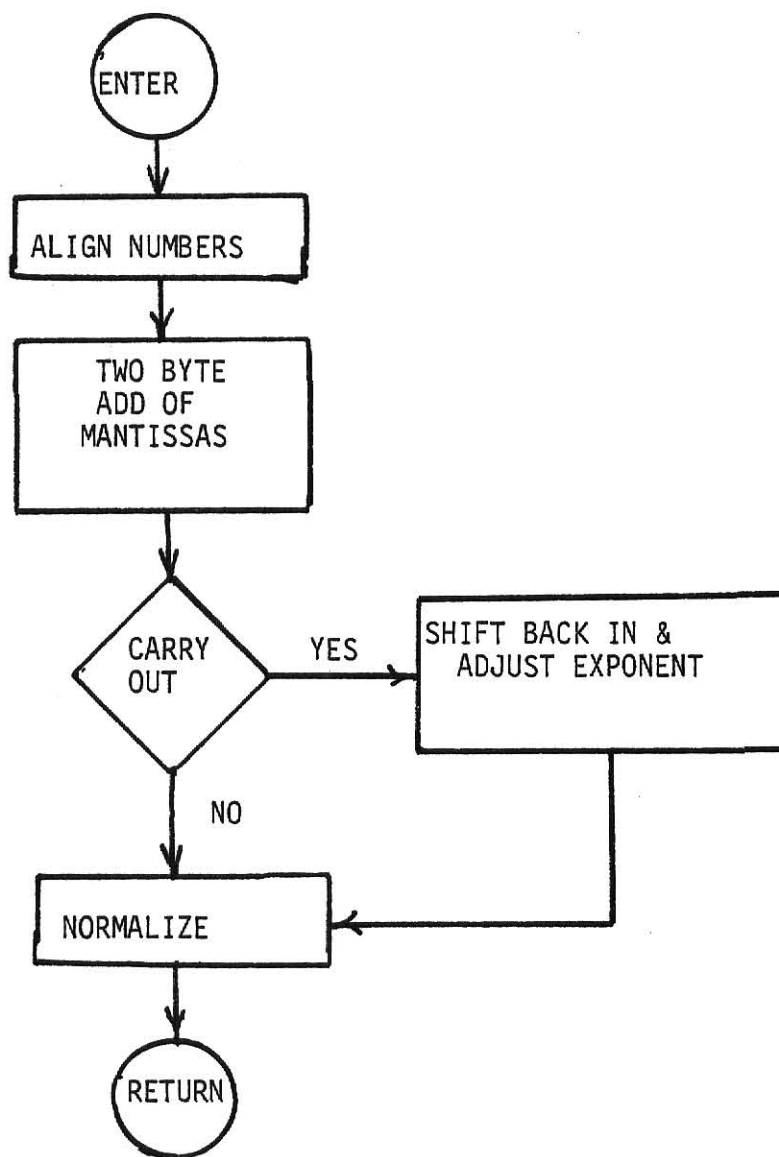 ENTER
ALIGN NUMBERS
TWO BYTE
ADD OF
MANTISSAS
CARRY
OUT
YES
SHIFT BACK IN &
ADJUST EXPONENT
NO
NORMALIZE
RETURN